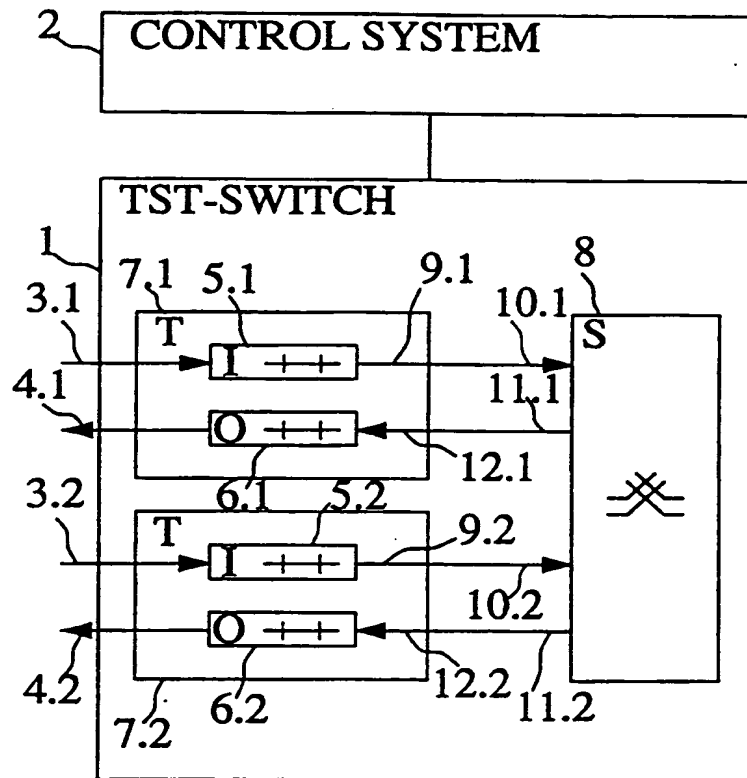 2 CONTROL SYSTEM
TST-SWITCH
1
7.1 5.1 9.1 8
3.1 T 10.1 S
I
4.1 11.1
O
12.1
3.2 6.1 5.2
T 9.2
I
10.2
O
4.2 12.2
7.2 6.2 11.2